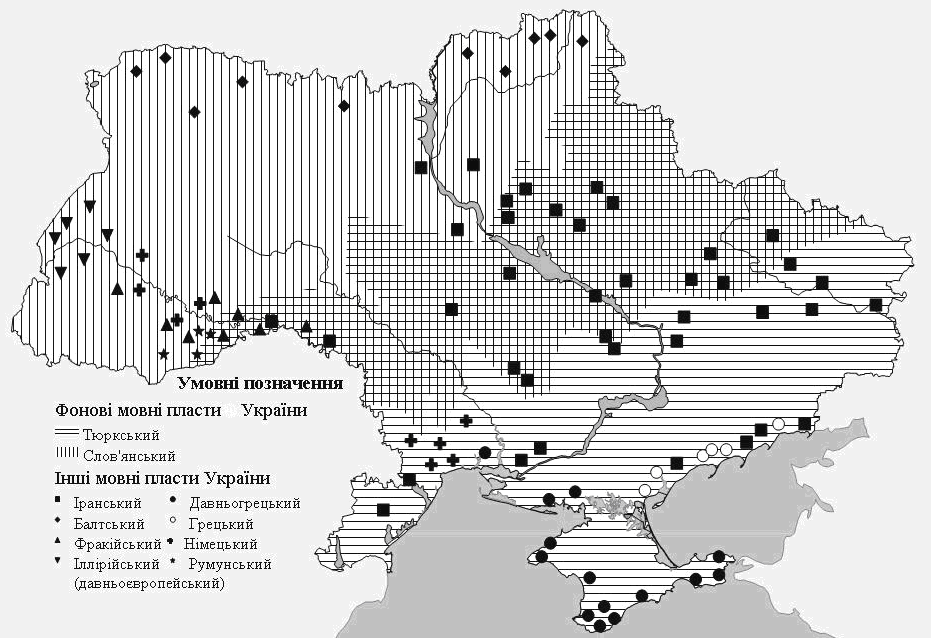 Умовні позначення
Фонові мовні пласти України
Тюркський
Слов'янський
Інші мовні пласти України
Іранський Давньогрецький
Балтський Грецький
Фракійський Німецький
Іллірійський Румунський
(давньоєвропейський)